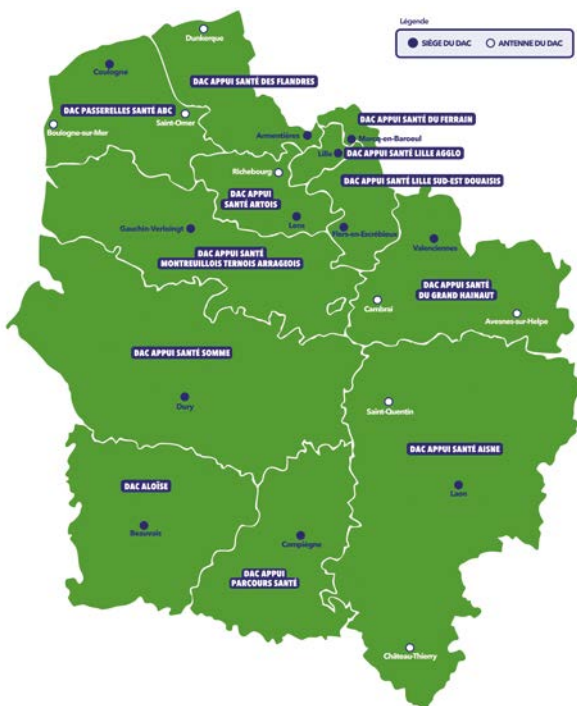 Légende
SIÈGE DU DAC
ANTENNE DU DAC
Dunkerque
Coulogne
DAC APPUI SANTÉ DES FLANDRES
DAC PASSERELLES SANTÉ ABC
Saint-Omer
Boulogne-sur-Mer
DAC APPUI SANTÉ DU FERRAIN
Armentières
Marcq-en-Baroeul
Lille
DAC APPUI SANTÉ LILLE AGGLO
Richebourg
DAC APPUI SANTÉ LILLE SUD-EST DOUAISIS
DAC APPUI
SANTÉ ARTOIS
Lens
Gauchin-Verloingt
Flers-en-Escrebieux
Valenciennes
DAC APPUI SANTÉ
MONTREUILLOIS TERNOIS ARRAGEOIS
DAC APPUI SANTÉ
DU GRAND HAINAUT
Cambrai
Avesnes-sur-Helpe
DAC APPUI SANTÉ SOMME
Dury
Saint-Quentin
DAC APPUI SANTÉ AISNE
Laon
DAC ALOÏSE
Beauvais
Compiègne
DAC APPUI
PARCOURS SANTÉ
Château-Thierry